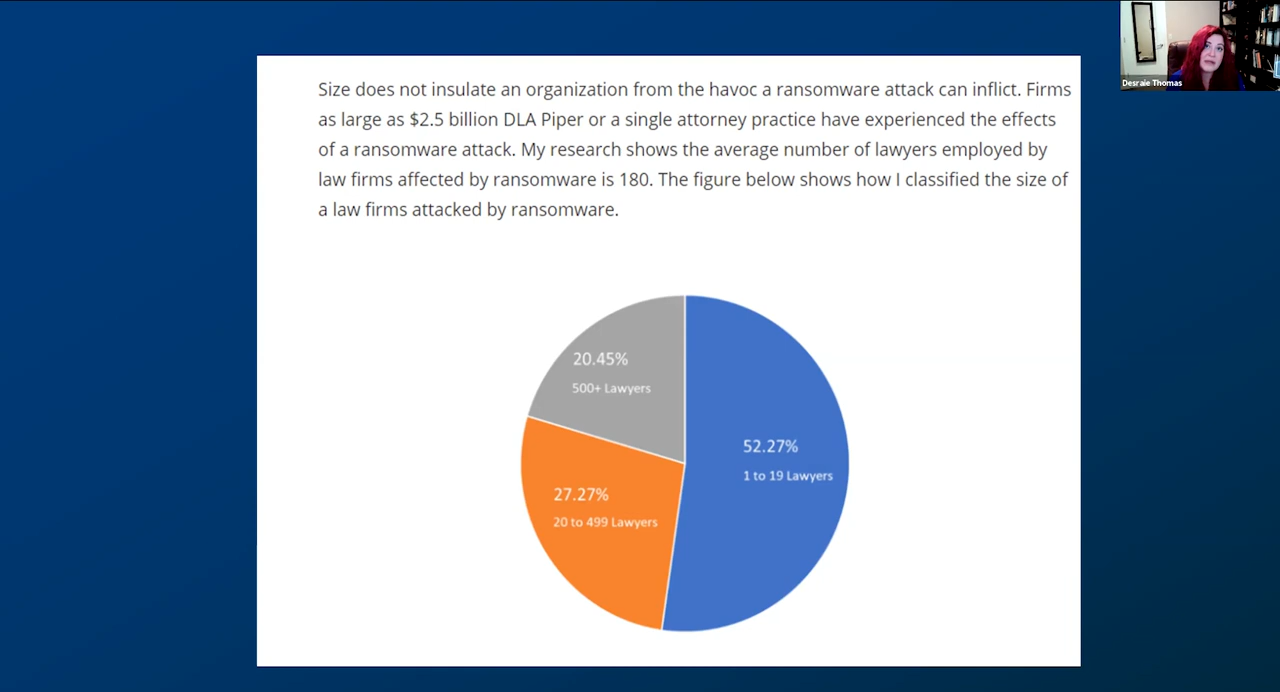 Desraie Thomas
Size does not insulate an organization from the havoc a ransomware attack can inflict. Firms
as large as $2.5 billion DLA Piper or a single attorney practice have experienced the effects
of a ransomware attack. My research shows the average number of lawyers employed by
law firms affected by ransomware is 180. The figure below shows how I classified the size of
a law firms attacked by ransomware.
20.45%
500+ Lawyers
52.27%
1 to 19 Lawyers
27.27%
20 to 499 Lawyers